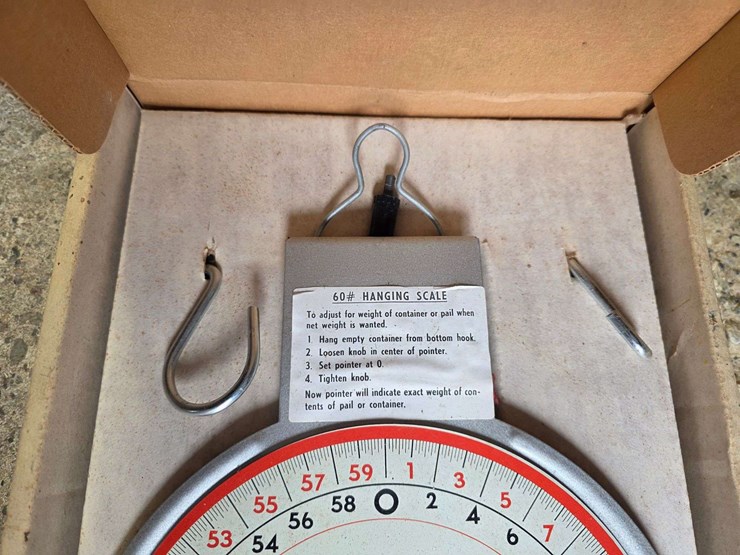 60# HANGING SCALE
To adjust for weight of container or pail when
net weight is wanted.
1 Hang empty container from bottom hook.
2. Loosen knob in center of pointer.
3. Set pointer at 0.
4. Tighten knob.
Now pointer will indicate exact weight of con-
tents of pail or container.
53 55 57 59 1 3 5 7
54 56 58 0 2 4 6